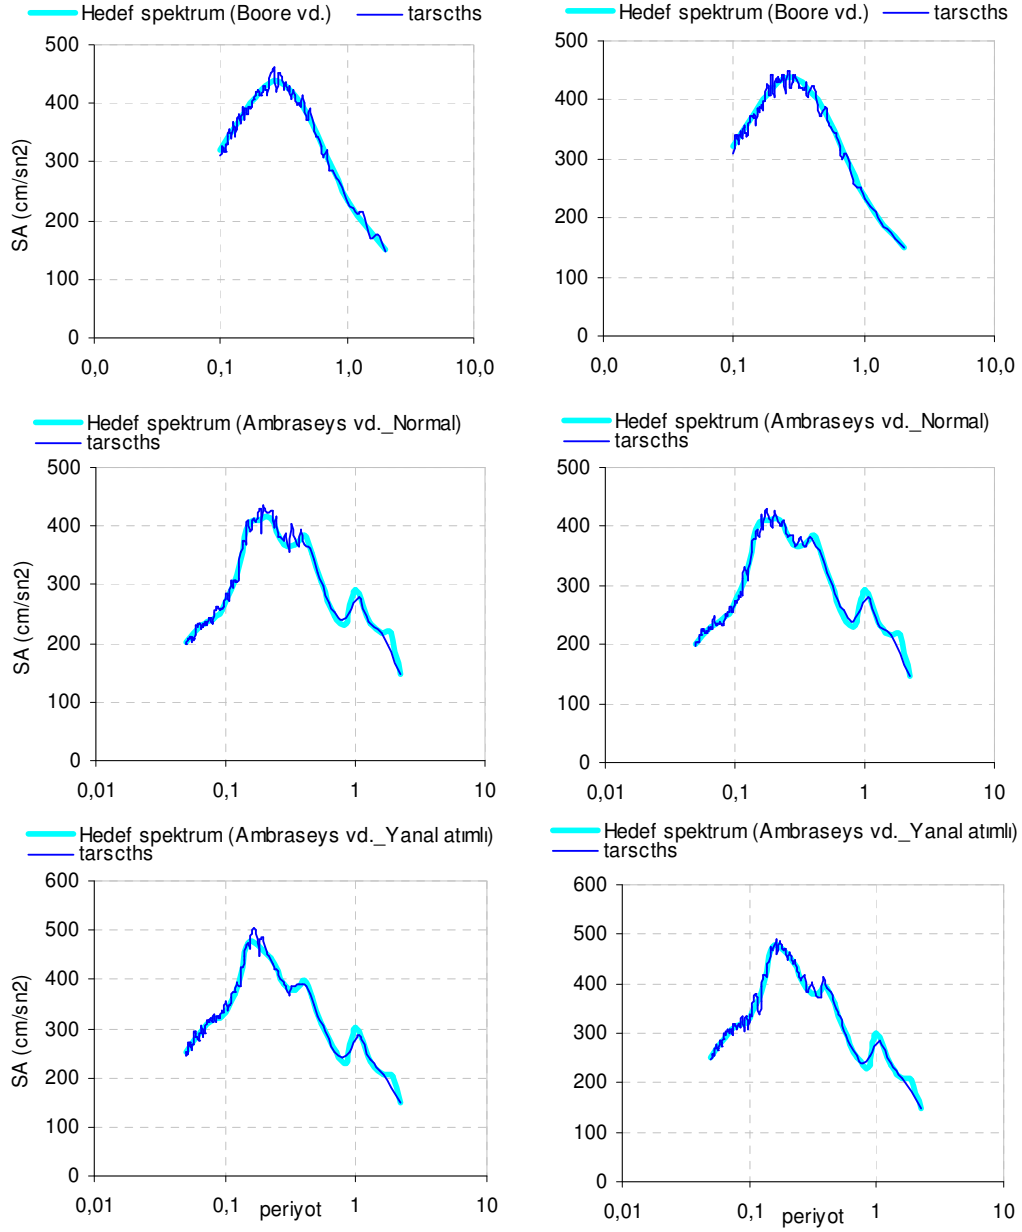 Hedef spektrum (Boore vd.) tarscths
500
400
300
200
100
0
SA (cm/sn2)
0,0 0,1 1,0 10,0
Hedef spektrum (Boore vd.) tarscths
500
400
300
200
100
0
0,0 0,1 1,0 10,0
Hedef spektrum (Ambraseys vd._Normal)
tarscths
500
400
300
200
100
0
SA (cm/sn2)
0,01 0,1 1 10
Hedef spektrum (Ambraseys vd._Normal)
tarscths
500
400
300
200
100
0
0,01 0,1 1 10
Hedef spektrum (Ambraseys vd._Yanal atımlı)
tarscths
600
500
400
300
200
100
0
SA (cm/sn2)
0,01 0,1 1 10
periyot
Hedef spektrum (Ambraseys vd._Yanal atımlı)
tarscths
600
500
400
300
200
100
0
0,01 0,1 1 10
periyot